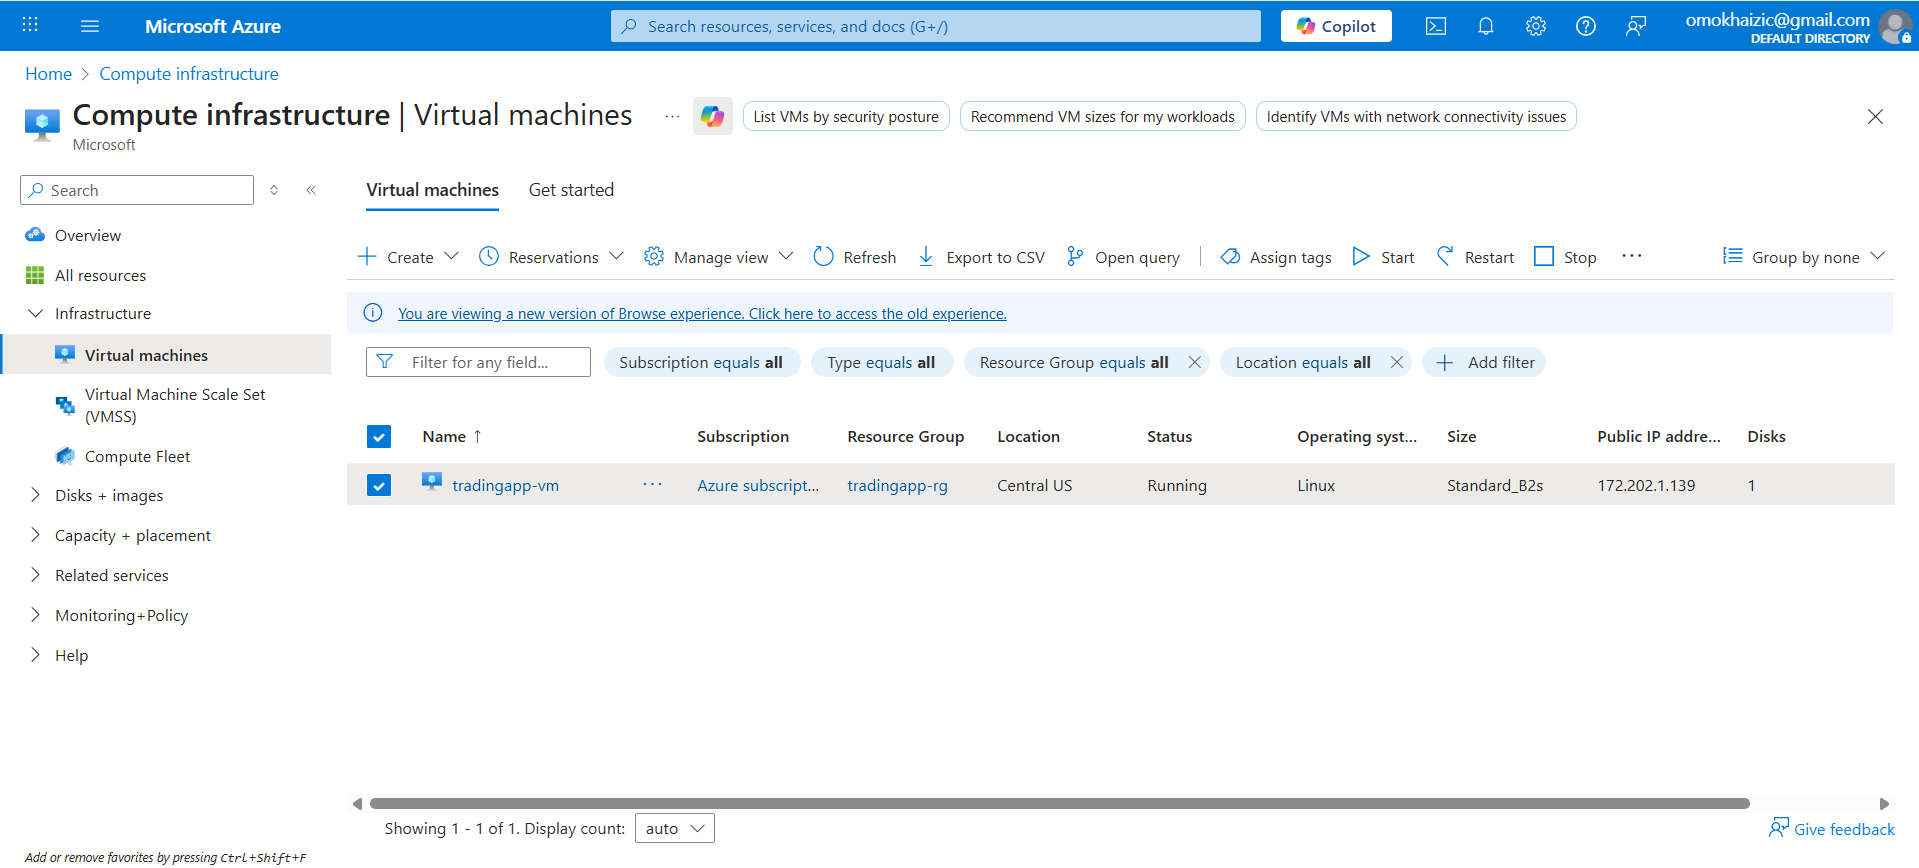 Microsoft Azure
Search resources, services, and docs (G+/)
Copilot
omokhaizic@gmail.com
DEFAULT DIRECTORY
Home > Compute infrastructure
Compute infrastructure | Virtual machines
...
List VMs by security posture
Recommend VM sizes for my workloads
Identify VMs with network connectivity issues
Microsoft
Search
Overview
All resources
Infrastructure
Virtual machines
Virtual Machine Scale Set
(VMSS)
Compute Fleet
Disks + images
Capacity + placement
Related services
Monitoring+Policy
Help
Add or remove favorites by pressing Ctrl+Shift+F
Virtual machines Get started
Create Reservations Manage view Refresh Export to CSV Open query Assign tags Start Restart Stop ... Group by none
You are viewing a new version of Browse experience. Click here to access the old experience.
Filter for any field... Subscription equals all Type equals all Resource Group equals all Location equals all Add filter
Name ↑ Subscription Resource Group Location Status Operating syst... Size Public IP addre... Disks
tradingapp-vm ... Azure subscript... tradingapp-rg Central US Running Linux Standard_B2s 172.202.1.139 1
Showing 1 - 1 of 1. Display count: auto
Give feedback